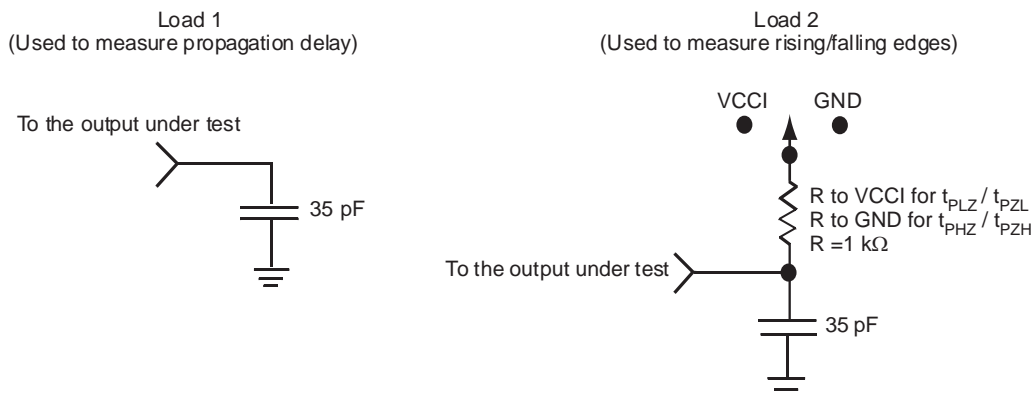 Load 1
(Used to measure propagation delay)
To the output under test
35 pF
Load 2
(Used to measure rising/falling edges)
VCCI
GND
R to VCCI for tPLZ / tPZL
R to GND for tPHZ / tPZH
R =1 kΩ
To the output under test
35 pF